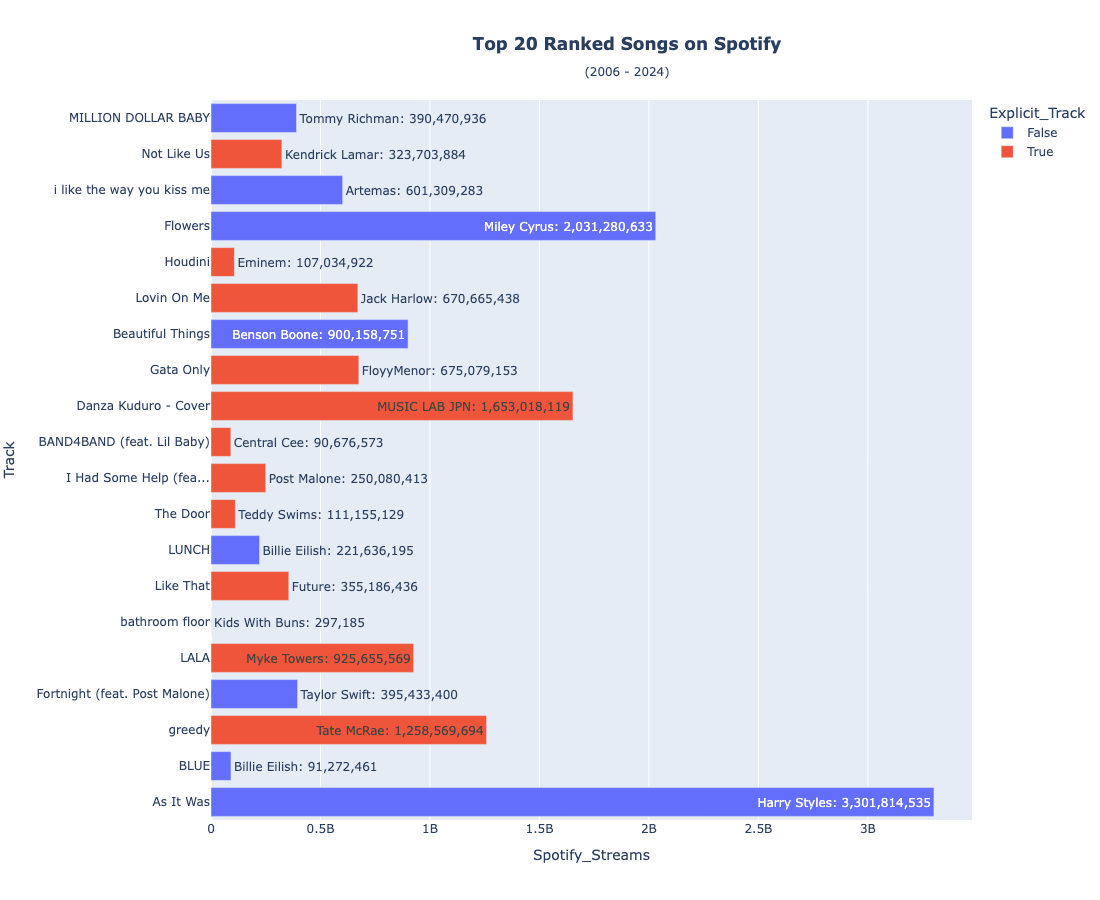 Top 20 Ranked Songs on Spotify
(2006 - 2024)
Explicit_Track
False
True
MILLION DOLLAR BABY Tommy Richman: 390,470,936
Not Like Us Kendrick Lamar: 323,703,884
i like the way you kiss me Artemas: 601,309,283
Flowers Miley Cyrus: 2,031,280,633
Houdini Eminem: 107,034,922
Lovin On Me Jack Harlow: 670,665,438
Beautiful Things Benson Boone: 900,158,751
Gata Only FloyyMenor: 675,079,153
Danza Kuduro - Cover MUSIC LAB JPN: 1,653,018,119
BAND4BAND (feat. Lil Baby) Central Cee: 90,676,573
I Had Some Help (fea... Post Malone: 250,080,413
The Door Teddy Swims: 111,155,129
LUNCH Billie Eilish: 221,636,195
Like That Future: 355,186,436
bathroom floor Kids With Buns: 297,185
LALA Myke Towers: 925,655,569
Fortnight (feat. Post Malone) Taylor Swift: 395,433,400
greedy Tate McRae: 1,258,569,694
BLUE Billie Eilish: 91,272,461
As It Was Harry Styles: 3,301,814,535
Track
0 0.5B 1B 1.5B 2B 2.5B 3B
Spotify_Streams